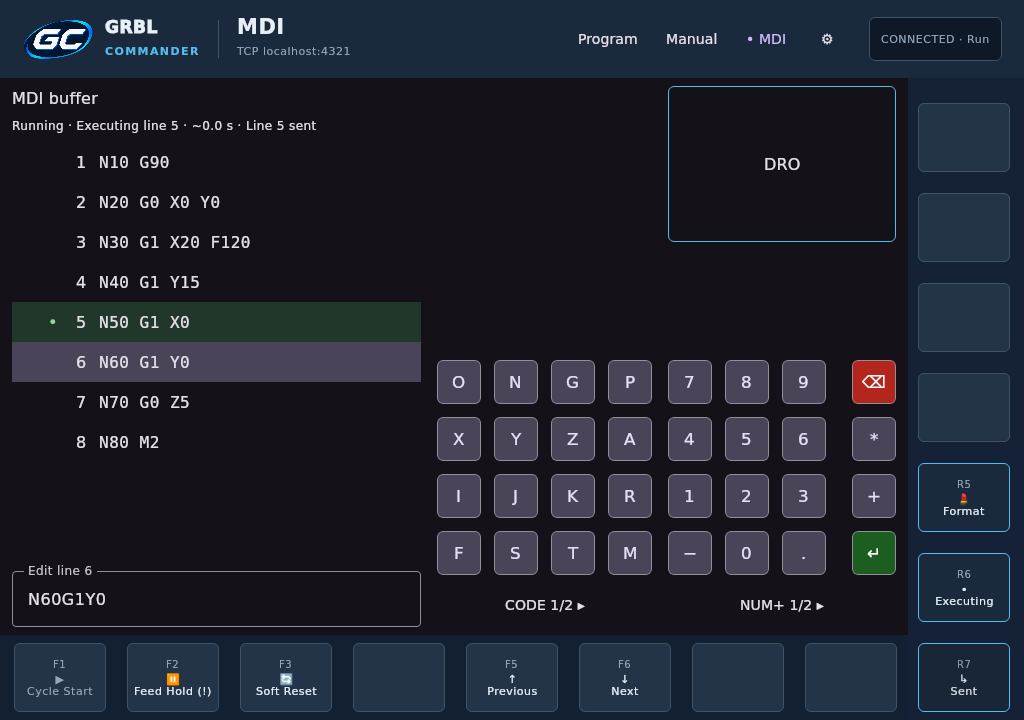 GC GRBL
COMMANDER
MDI
TCP localhost:4321
Program Manual • MDI ⚙
CONNECTED · Run
MDI buffer
Running · Executing line 5 · ~0.0 s · Line 5 sent
1 N10 G90
2 N20 G0 X0 Y0
3 N30 G1 X20 F120
4 N40 G1 Y15
• 5 N50 G1 X0
6 N60 G1 Y0
7 N70 G0 Z5
8 N80 M2
Edit line 6
N60G1Y0
DRO
O N G P 7 8 9 ⌫
X Y Z A 4 5 6 *
I J K R 1 2 3 +
F S T M − 0 . ↵
CODE 1/2 ▸ NUM+ 1/2 ▸
R5
Format
R6
•
Executing
R7
↳
Sent
F1
▶
Cycle Start
F2
⏸
Feed Hold (!)
F3
🔄
Soft Reset
F5
↑
Previous
F6
↓
Next